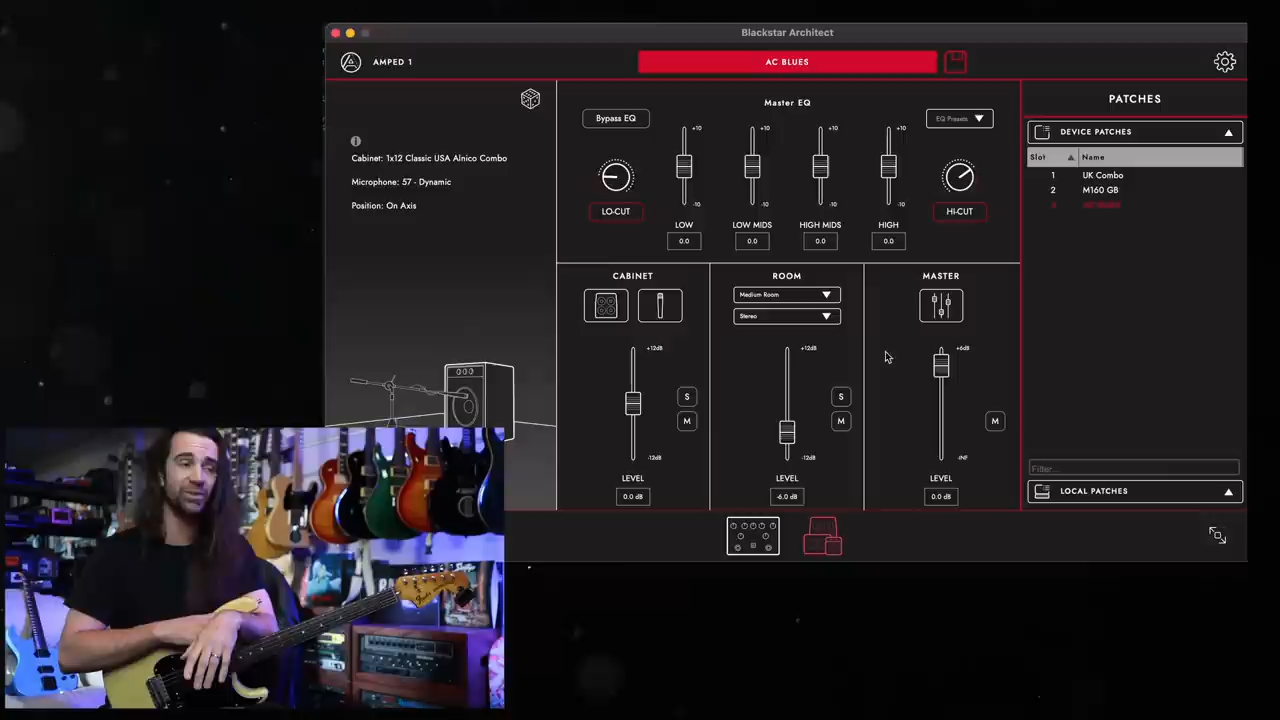 Blackstar Architect
AMPED 1
AC BLUES
Cabinet: 1x12 Classic USA Alnico Combo
Microphone: 57 - Dynamic
Position: On Axis
Master EQ
Bypass EQ
EQ Presets
+10 +10 +10 +10
-10 -10 -10 -10
LO-CUT
HI-CUT
LOW LOW MIDS HIGH MIDS HIGH
0.0 0.0 0.0 0.0
CABINET
+12dB
S
M
-12dB
LEVEL
0.0 dB
ROOM
Medium Room
Stereo
+12dB
S
M
-12dB
LEVEL
-6.0 dB
MASTER
+6dB
M
-INF
LEVEL
0.0 dB
PATCHES
DEVICE PATCHES
Slot Name
1 UK Combo
2 M160 GB
Filter...
LOCAL PATCHES
Fender